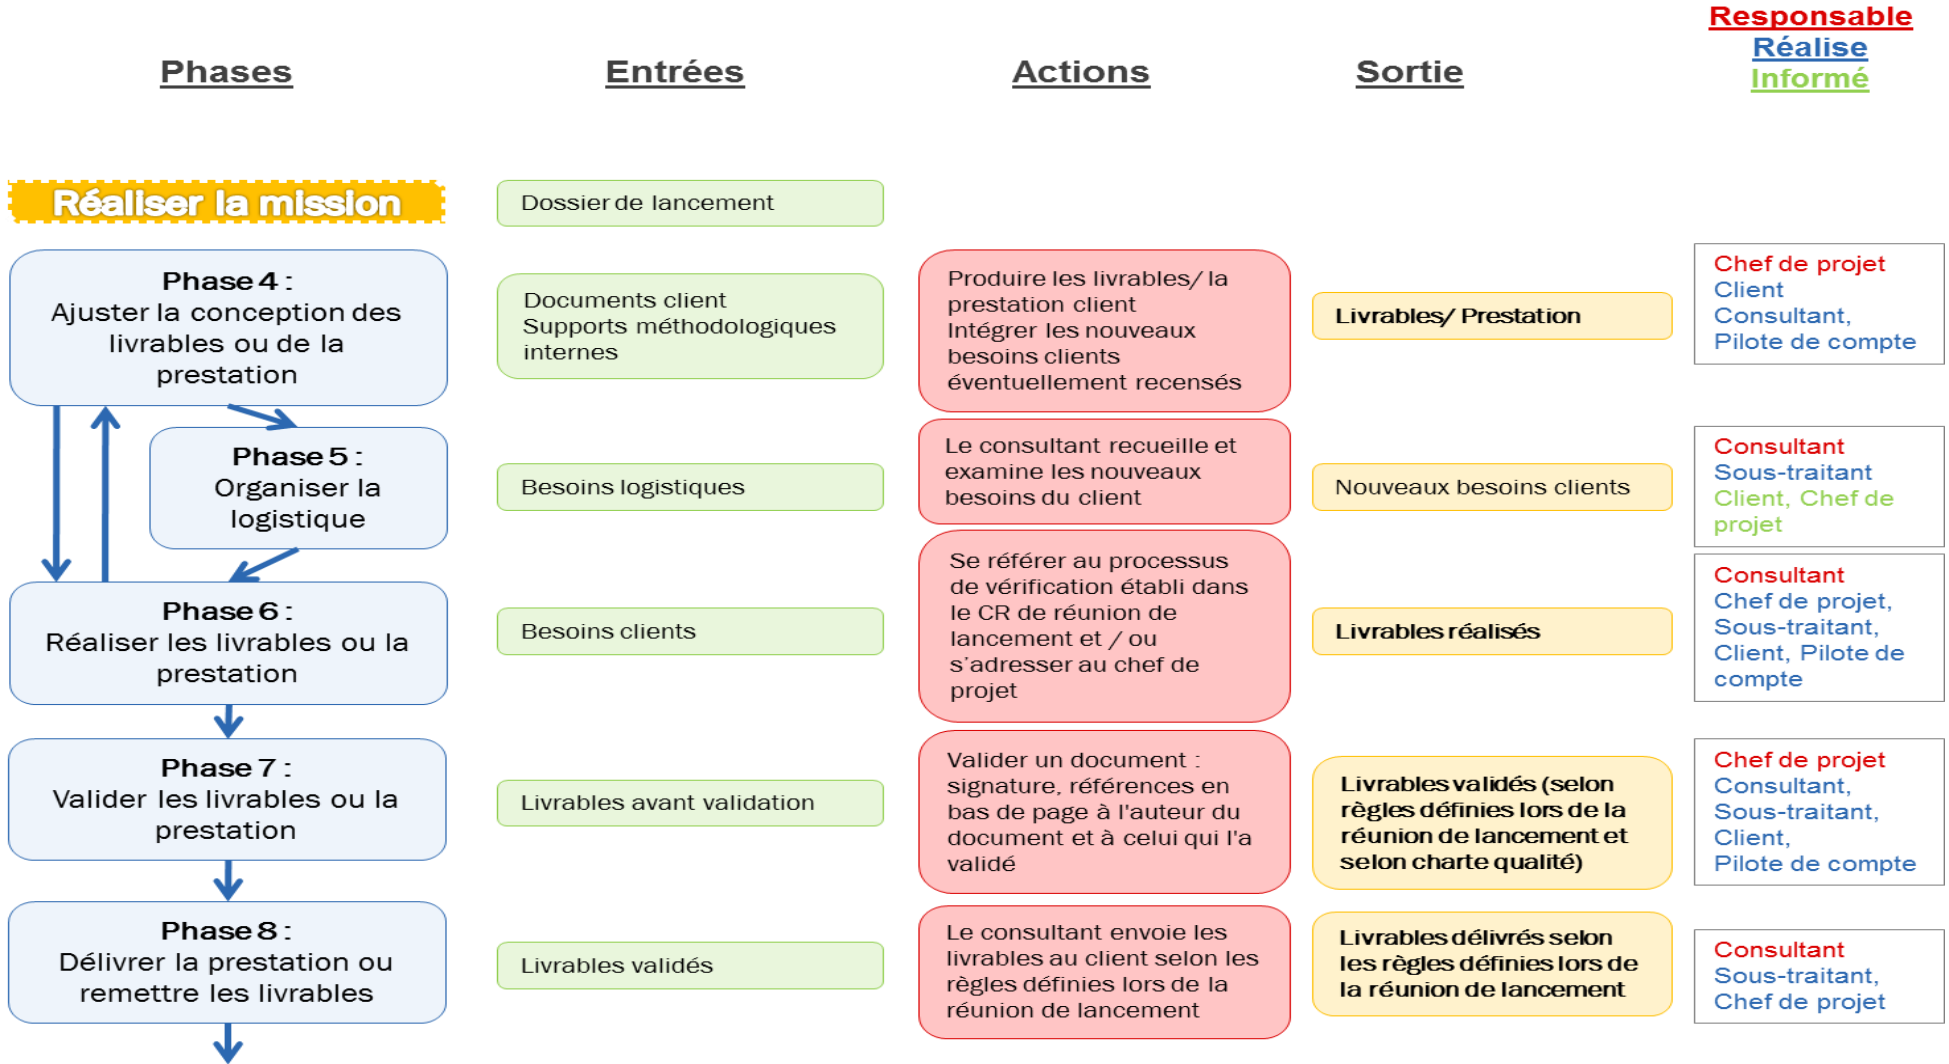 Phases
Entrées
Actions
Sortie
Responsable
Réalise
Informé
Réaliser la mission
Dossier de lancement
Phase 4 :
Ajuster la conception des
livrables ou de la
prestation
Documents client
Supports méthodologiques
internes
Produire les livrables/ la
prestation client
Intégrer les nouveaux
besoins clients
éventuellement recensés
Livrables/ Prestation
Chef de projet
Client
Consultant,
Pilote de compte
Phase 5 :
Organiser la
logistique
Besoins logistiques
Le consultant recueille et
examine les nouveaux
besoins du client
Nouveaux besoins clients
Consultant
Sous-traitant
Client, Chef de
projet
Phase 6 :
Réaliser les livrables ou la
prestation
Besoins clients
Se référer au processus
de vérification établi dans
le CR de réunion de
lancement et / ou
s'adresser au chef de
projet
Livrables réalisés
Consultant
Chef de projet,
Sous-traitant,
Client, Pilote de
compte
Phase 7 :
Valider les livrables ou la
prestation
Livrables avant validation
Valider un document :
signature, références en
bas de page à l'auteur du
document et à celui qui l'a
validé
Livrables validés (selon
règles définies lors de la
réunion de lancement et
selon charte qualité)
Chef de projet
Consultant,
Sous-traitant,
Client,
Pilote de compte
Phase 8 :
Délivrer la prestation ou
remettre les livrables
Livrables validés
Le consultant envoie les
livrables au client selon les
règles définies lors de la
réunion de lancement
Livrables délivrés selon
les règles définies lors de
la réunion de lancement
Consultant
Sous-traitant,
Chef de projet